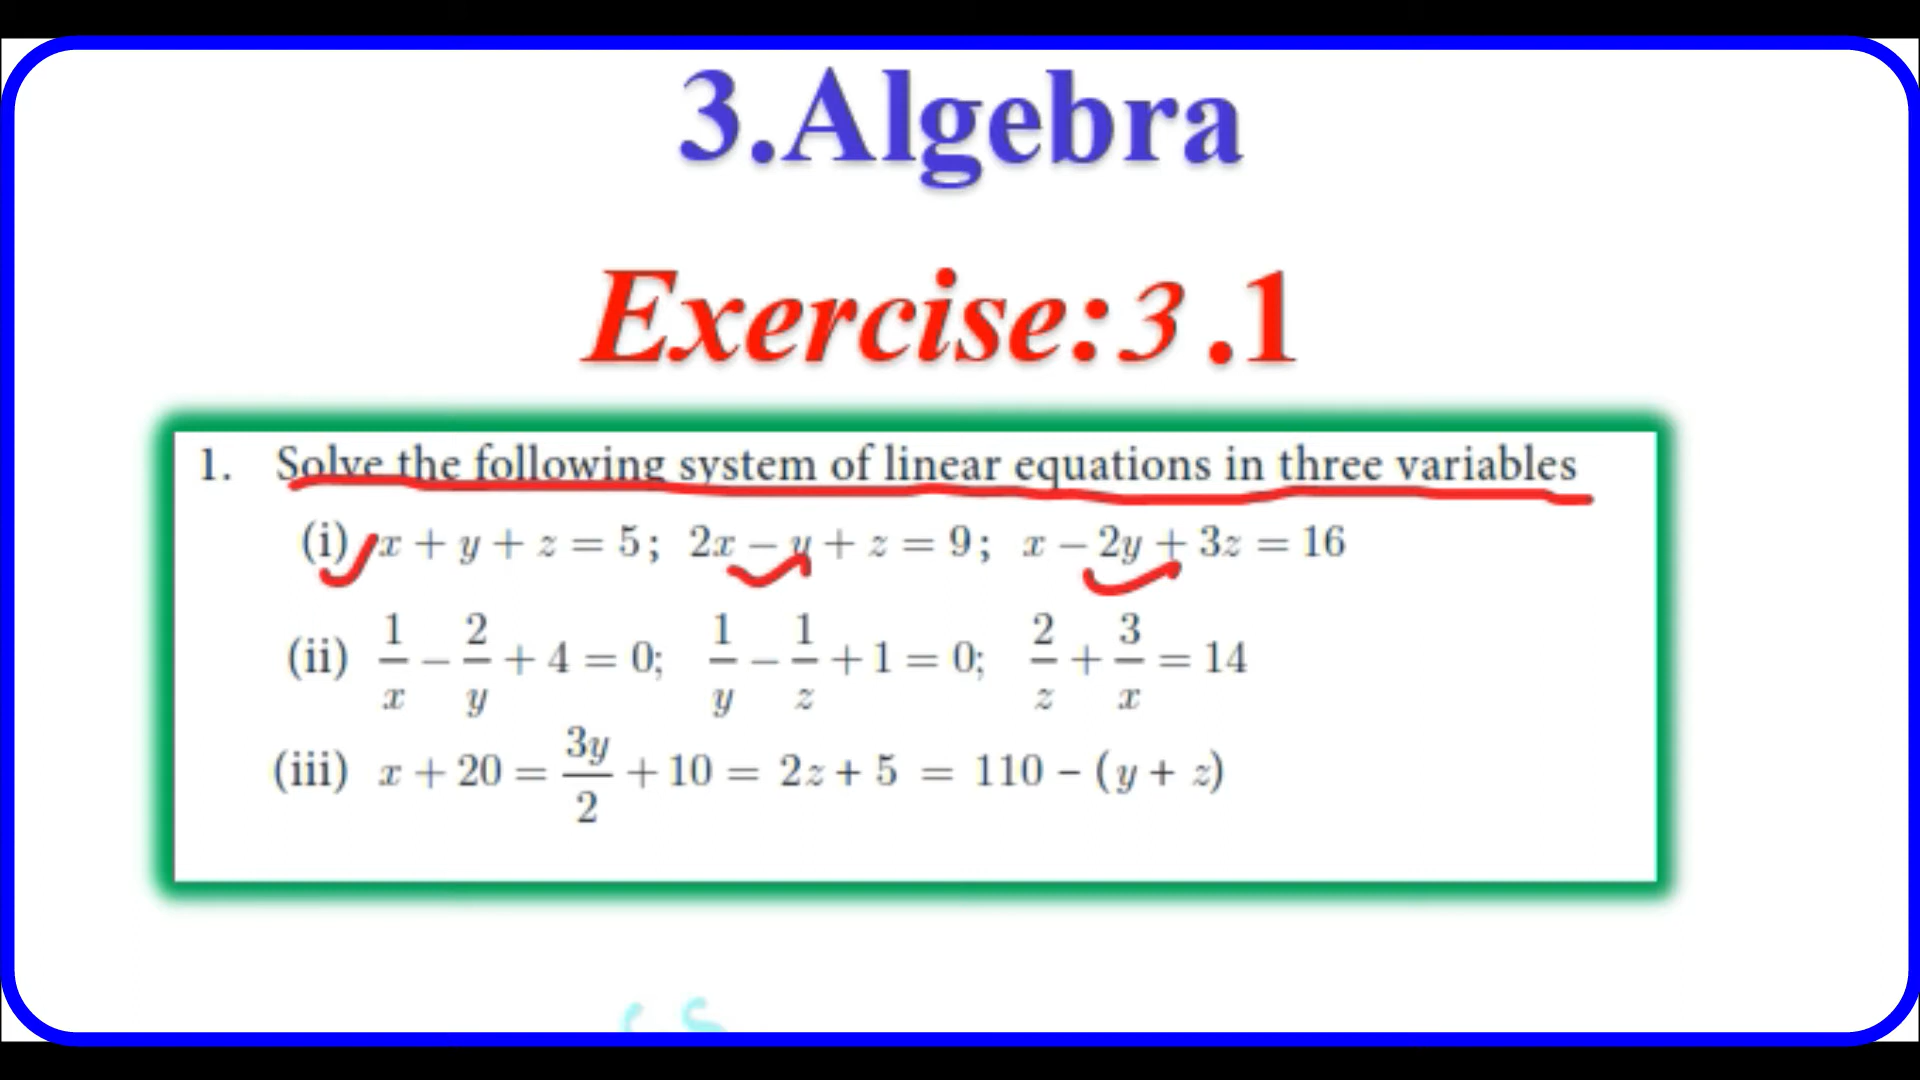 3.Algebra
Exercise:3.1
1. Solve the following system of linear equations in three variables
(i) x + y + z = 5; 2x − y + z = 9; x − 2y + 3z = 16
(ii) 1/x − 2/y + 4 = 0; 1/y − 1/z + 1 = 0; 2/z + 3/x = 14
(iii) x + 20 = 3y/2 + 10 = 2z + 5 = 110 − (y + z)